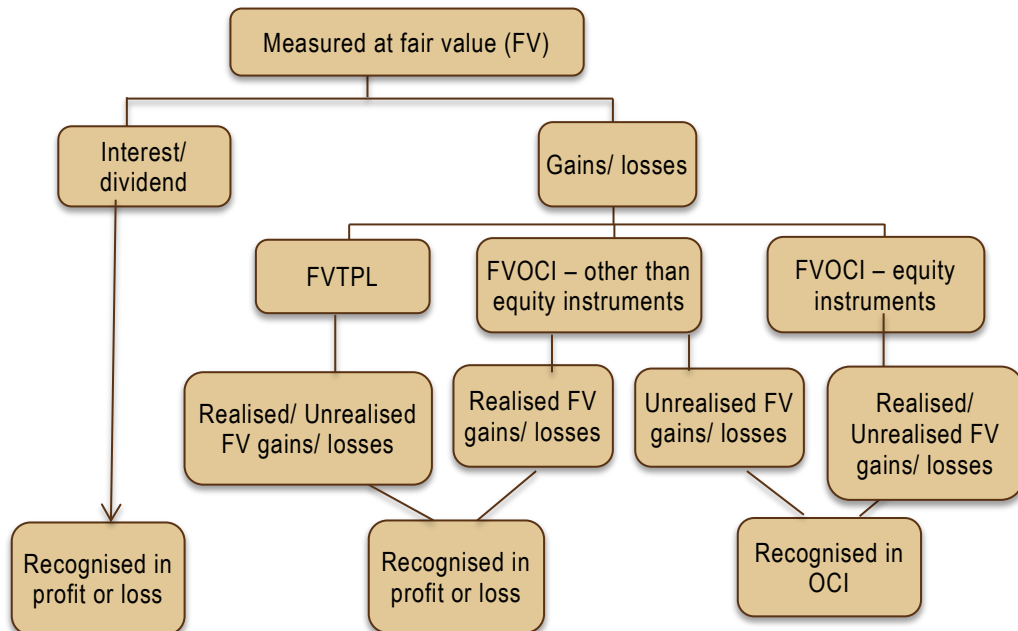 Measured at fair value (FV)
Interest/
dividend
Gains/ losses
FVTPL
FVOCI – other than
equity instruments
FVOCI – equity
instruments
Realised/ Unrealised
FV gains/ losses
Realised FV
gains/ losses
Unrealised FV
gains/ losses
Realised/
Unrealised FV
gains/ losses
Recognised in
profit or loss
Recognised in
profit or loss
Recognised in
OCI